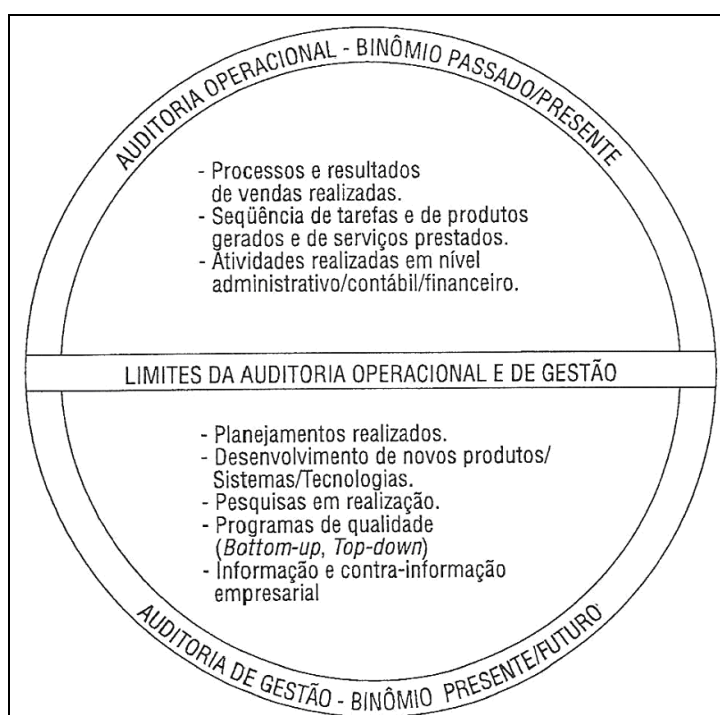 AUDITORIA OPERACIONAL - BINÔMIO PASSADO/PRESENTE
- Processos e resultados
de vendas realizadas.
- Seqüência de tarefas e de produtos
gerados e de serviços prestados.
- Atividades realizadas em nível
administrativo/contábil/financeiro.
LIMITES DA AUDITORIA OPERACIONAL E DE GESTÃO
- Planejamentos realizados.
- Desenvolvimento de novos produtos/
Sistemas/Tecnologias.
- Pesquisas em realização.
- Programas de qualidade
(Bottom-up, Top-down)
- Informação e contra-informação
empresarial
AUDITORIA DE GESTÃO - BINÔMIO PRESENTE/FUTURO